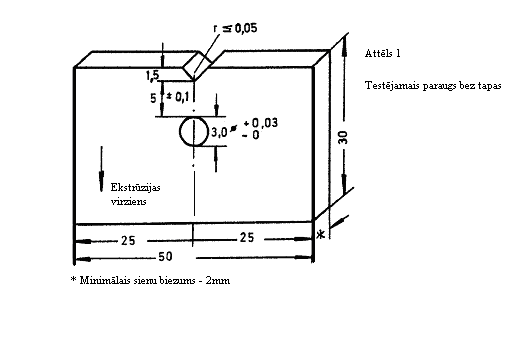 r ≤ 0,05
Attēls 1
1,5
Testējamais paraugs bez tapas
5 ± 0,1
3,0 + 0,03
- 0
30
Ekstrūzijas
virziens
25
25
*
50
* Minimālais sienu biezums - 2mm